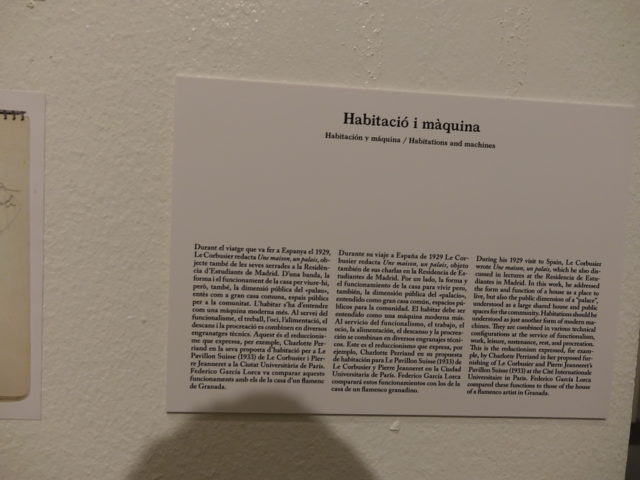 Habitació i màquina
Habitación y máquina / Habitations and machines
Durant el viatge que va fer a Espanya el 1929,
Le Corbusier redacta Une maison, un palais, ob-
jecte també de les seves xerrades a la Residèn-
cia d'Estudiants de Madrid. D'una banda, la
forma i el funcionament de la casa per viure-hi,
però, també, la dimensió pública del «palau»,
entès com a gran casa comuna, espais públics
per a la comunitat. L'habitar s'ha d'entendre
com una màquina moderna més. Al servei del
funcionalisme, el treball, l'oci, l'alimentació, el
descans i la procreació es combinen en diversos
engranatges tècnics. Aquest és el reduccionis-
me que expressa, per exemple, Charlotte Per-
riand en la seva proposta d'habitació per a Le
Pavillon Suisse (1933) de Le Corbusier i Pier-
re Jeanneret a la Ciutat Universitària de París.
Federico García Lorca va comparar aquests
funcionaments amb els de la casa d'un flamenc
de Granada.
Durante su viaje a España de 1929 Le Cor-
busier redacta Une maison, un palais, objeto
también de sus charlas en la Residencia de Es-
tudiantes de Madrid. Por un lado, la forma y
el funcionamiento de la casa para vivir pero,
también, la dimensión pública del «palacio»,
entendido como gran casa común, espacios pú-
blicos para la comunidad. El habitar debe ser
entendido como una máquina moderna más.
Al servicio del funcionalismo, el trabajo, el
ocio, la alimentación, el descanso y la procrea-
ción se combinan en diversos engranajes técni-
cos. Este es el reduccionismo que expresa, por
ejemplo, Charlotte Perriand en su propuesta
de habitación para Le Pavillon Suisse (1933) de
Le Corbusier y Pierre Jeanneret en la Ciudad
Universitaria de París. Federico García Lorca
comparará estos funcionamientos con los de la
casa de un flamenco granadino.
During his 1929 visit to Spain, Le Corbusier
wrote Une maison, un palais, which he also dis-
cussed in lectures at the Residencia de Estu-
diantes in Madrid. In this work, he addressed
the form and function of a house as a place to
live, but also the public dimension of a "palace",
understood as a large shared house and public
spaces for the community. Habitations should be
understood as just another form of modern ma-
chines. They are combined in various technical
configurations at the service of functionalism,
work, leisure, sustenance, rest, and procreation.
This is the reductionism expressed, for exam-
ple, by Charlotte Perriand in her proposed fur-
nishing of Le Corbusier and Pierre Jeanneret's
Pavillon Suisse (1933) at the Cité Internationale
Universitaire in Paris. Federico García Lorca
compared these functions to those of the house
of a flamenco artist in Granada.